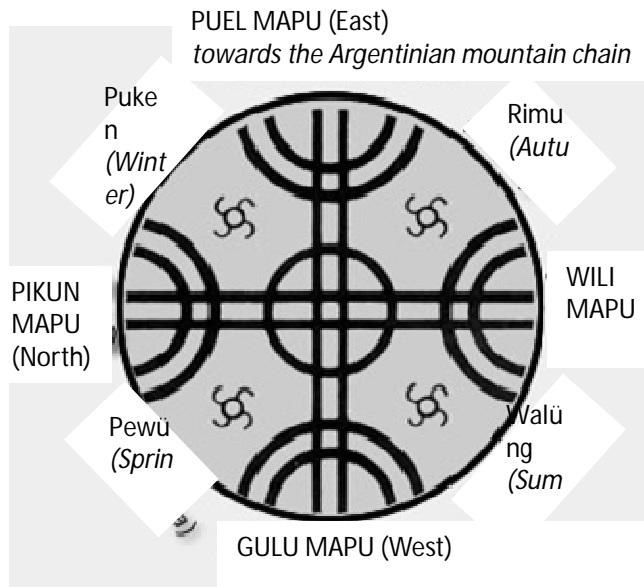 PUEL MAPU (East)
towards the Argentinian mountain chain
Puke
n
(Wint
er)
Rimu
(Autu
PIKUN
MAPU
(North)
WILI
MAPU
Pewü
(Sprin
Walü
ng
(Sum
GULU MAPU (West)